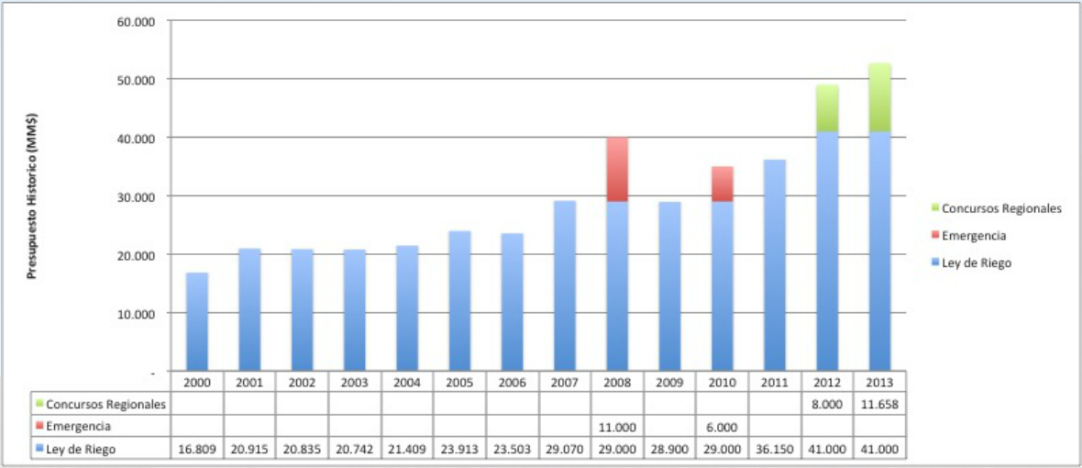 60.000
50.000
40.000
30.000
20.000
10.000
-
Presupuesto Historico (MM$)
Concursos Regionales
Emergencia
Ley de Riego
2000 2001 2002 2003 2004 2005 2006 2007 2008 2009 2010 2011 2012 2013
Concursos Regionales 8.000 11.658
Emergencia 11.000 6.000
Ley de Riego 16.809 20.915 20.835 20.742 21.409 23.913 23.503 29.070 29.000 28.900 29.000 36.150 41.000 41.000